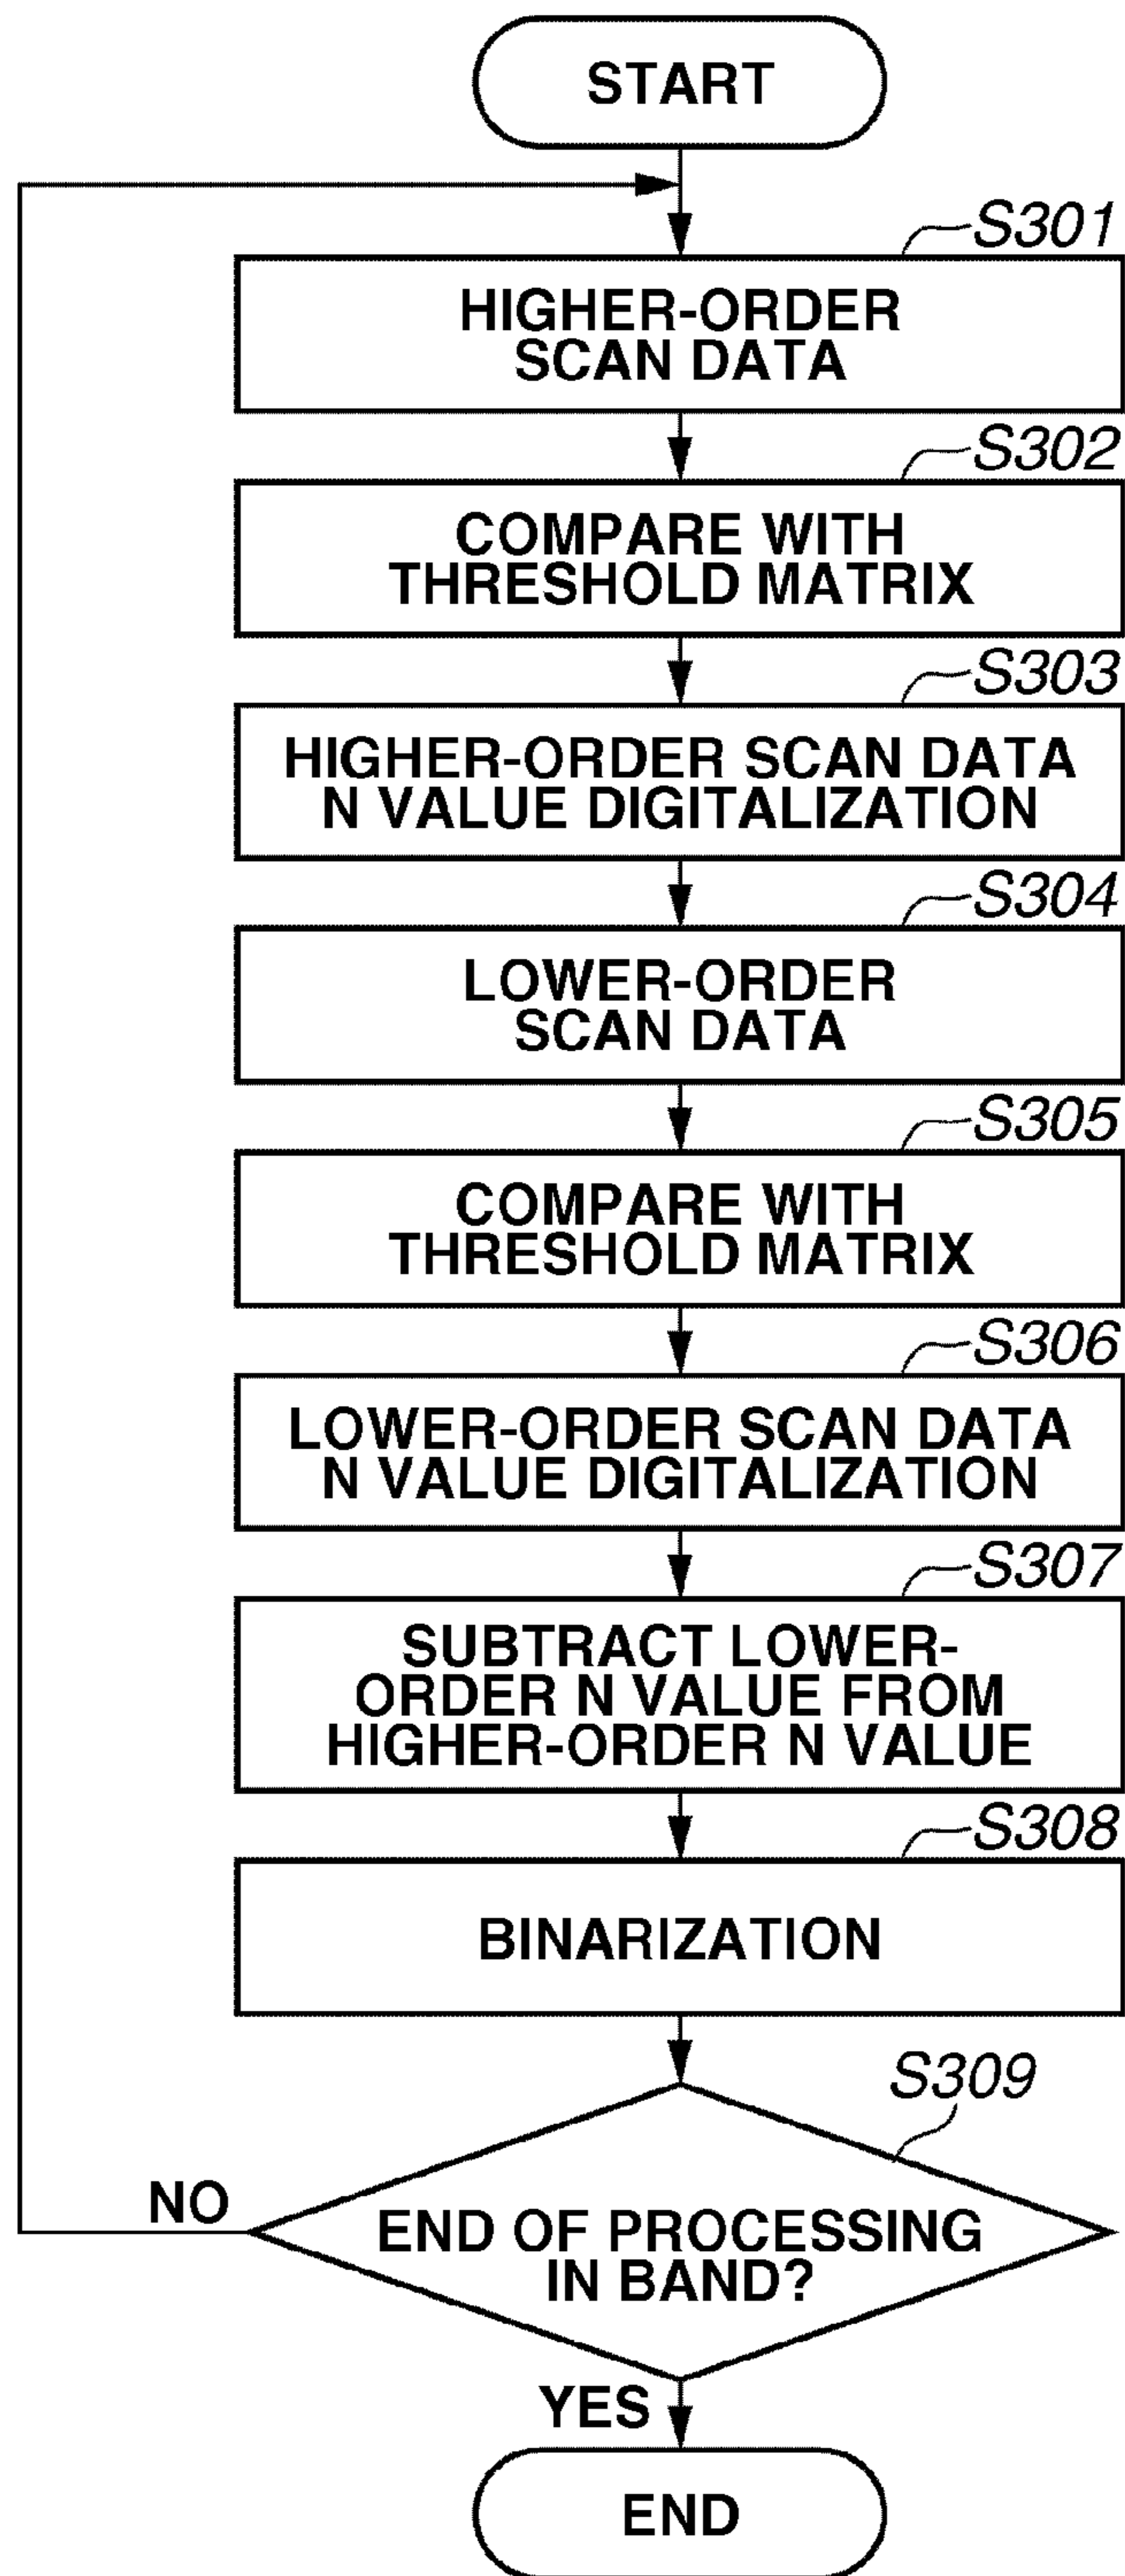 START
S301
HIGHER-ORDER
SCAN DATA
S302
COMPARE WITH
THRESHOLD MATRIX
S303
HIGHER-ORDER SCAN DATA
N VALUE DIGITALIZATION
S304
LOWER-ORDER
SCAN DATA
S305
COMPARE WITH
THRESHOLD MATRIX
S306
LOWER-ORDER SCAN DATA
N VALUE DIGITALIZATION
S307
SUBTRACT LOWER-
ORDER N VALUE FROM
HIGHER-ORDER N VALUE
S308
BINARIZATION
S309
NO
END OF PROCESSING
IN BAND?
YES
END